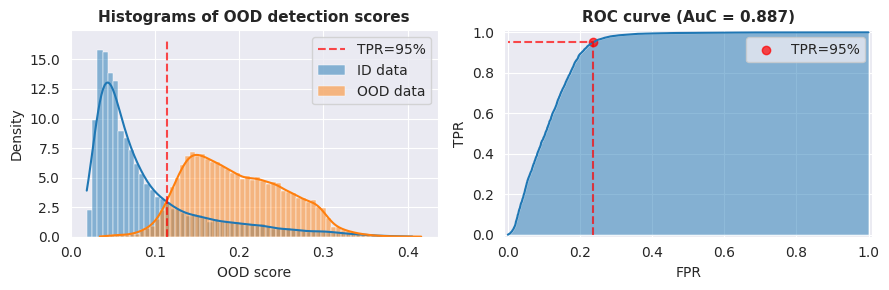 Histograms of OOD detection scores
Density
17.5
15.0
12.5
10.0
7.5
5.0
2.5
0.0
0.0 0.1 0.2 0.3 0.4
OOD score
TPR=95%
ID data
OOD data
ROC curve (AuC = 0.887)
TPR
1.0
0.8
0.6
0.4
0.2
0.0
0.0 0.2 0.4 0.6 0.8 1.0
FPR
TPR=95%